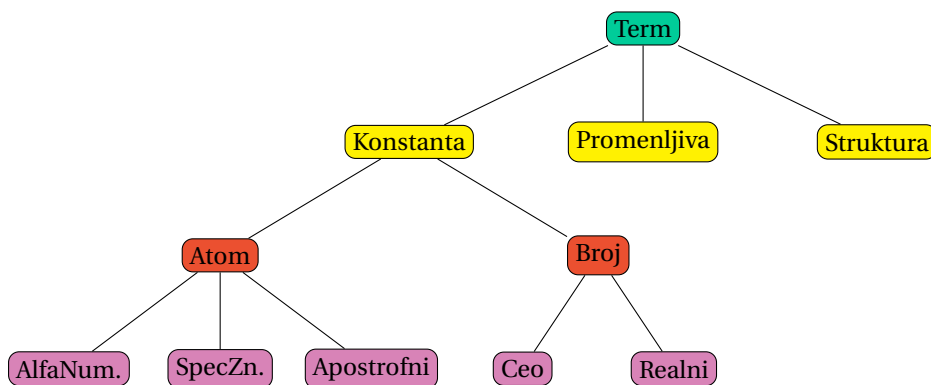 Term
Konstanta
Promenljiva
Struktura
Atom
Broj
AlfaNum.
SpecZn.
Apostrofni
Ceo
Realni